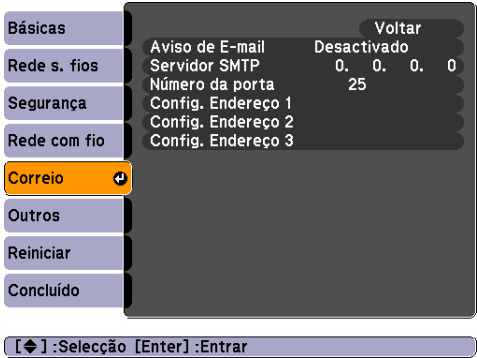 Básicas
Rede s. fios
Segurança
Rede com fio
Correio
Outros
Reiniciar
Concluído
Voltar
Aviso de E-mail Desactivado
Servidor SMTP 0. 0. 0. 0
Número da porta 25
Config. Endereço 1
Config. Endereço 2
Config. Endereço 3
[◆] :Selecção [Enter] :Entrar